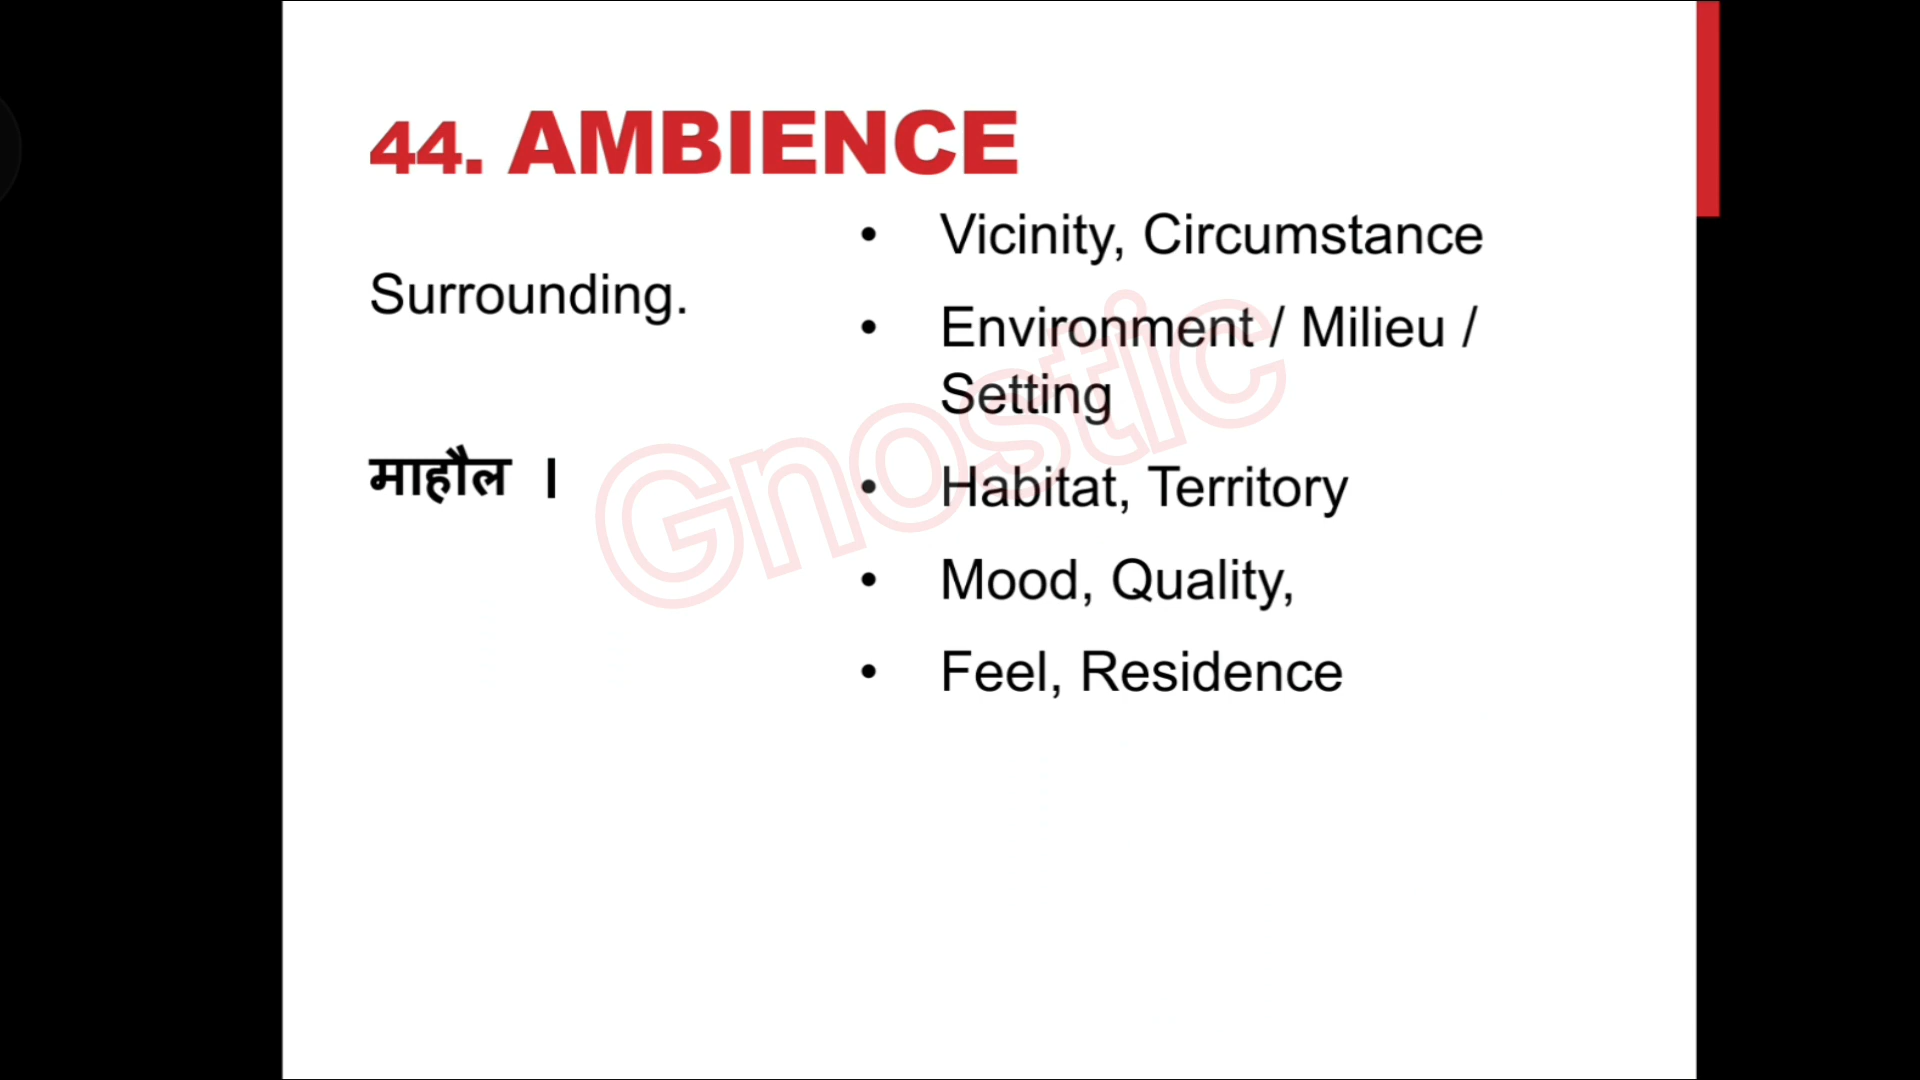 44. AMBIENCE
Surrounding.
माहौल ।
• Vicinity, Circumstance
• Environment / Milieu /
Setting
• Habitat, Territory
• Mood, Quality,
• Feel, Residence
Gnostic